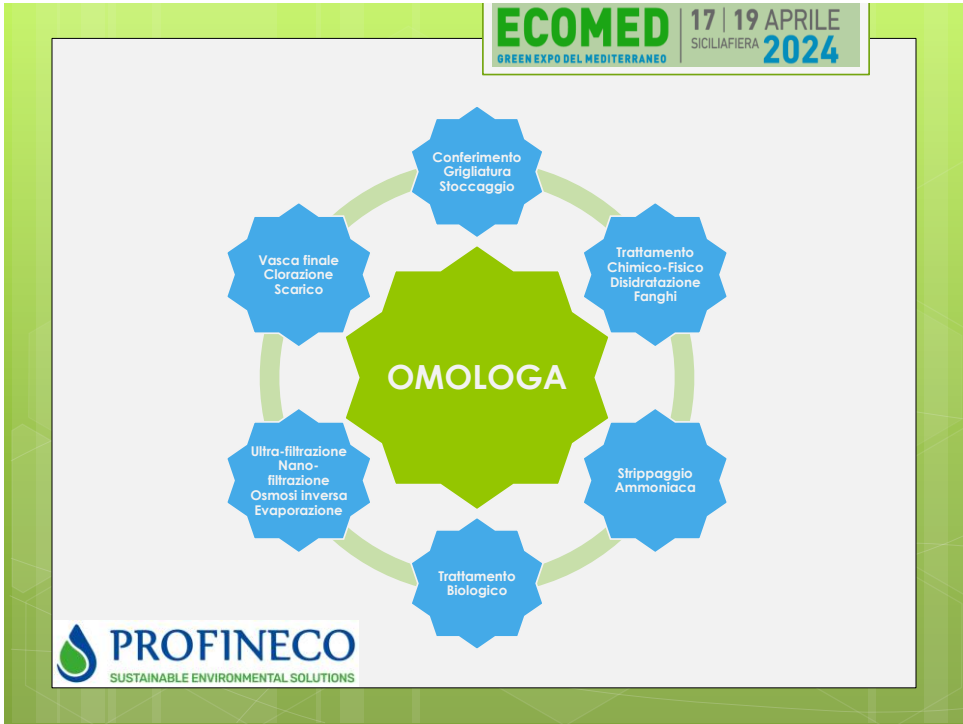 ECOMED
GREEN EXPO DEL MEDITERRANEO
17 | 19 APRILE
SICILIAFIERA 2024
Conferimento
Grigliatura
Stoccaggio
Trattamento
Chimico-Fisico
Disidratazione
Fanghi
Strippaggio
Ammoniaca
Trattamento
Biologico
Ultra-filtrazione
Nano-
filtrazione
Osmosi inversa
Evaporazione
Vasca finale
Clorazione
Scarico
OMOLOGA
PROFINECO
SUSTAINABLE ENVIRONMENTAL SOLUTIONS